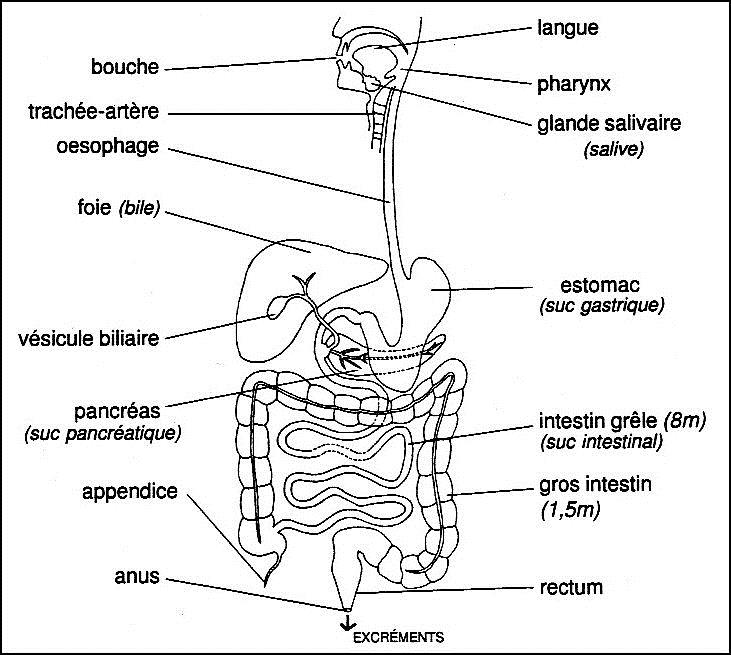 langue
bouche
pharynx
trachée-artère
glande salivaire
(salive)
oesophage
foie (bile)
estomac
(suc gastrique)
vésicule biliaire
pancréas
(suc pancréatique)
intestin grêle (8m)
(suc intestinal)
appendice
gros intestin
(1,5m)
anus
rectum
EXCRÉMENTS